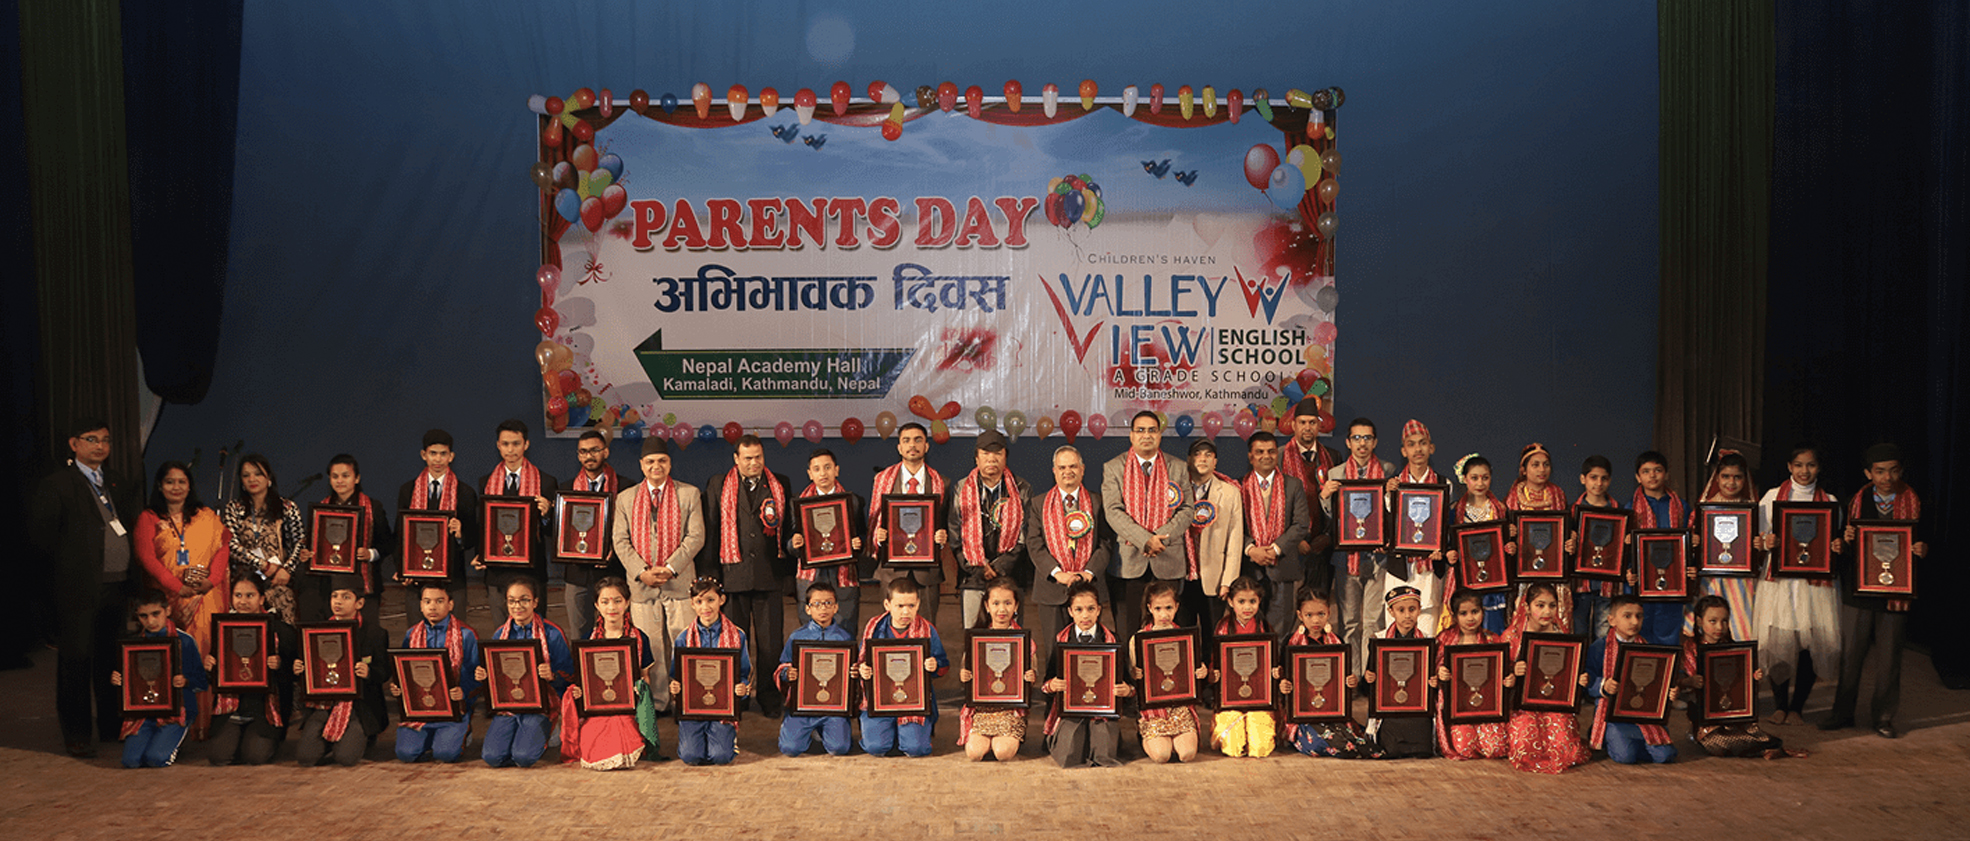 PARENTS DAY
अभिभावक दिवस
Nepal Academy Hall
Kamaladi, Kathmandu, Nepal
CHILDREN'S HAVEN
VALLEY
VIEW
ENGLISH
SCHOOL
A GRADE SCHOOL
Mid-Baneshwor, Kathmandu